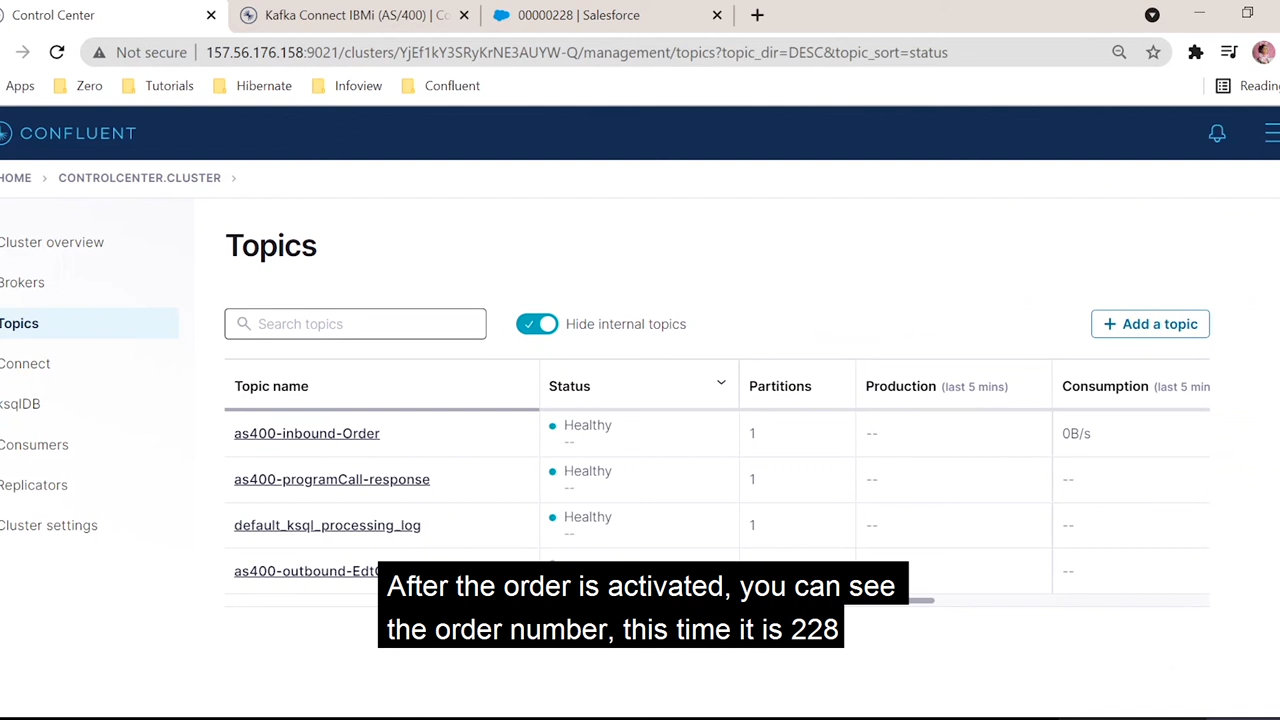 Control Center
Kafka Connect IBMi (AS/400) | Co
00000228 | Salesforce
Not secure
157.56.176.158:9021/clusters/YjEf1kY3SRyKrNE3AUYW-Q/management/topics?topic_dir=DESC&topic_sort=status
Apps
Zero
Tutorials
Hibernate
Infoview
Confluent
Reading
CONFLUENT
HOME
CONTROLCENTER.CLUSTER
Cluster overview
Brokers
Topics
Connect
ksqlDB
Consumers
Replicators
Cluster settings
Topics
Search topics
Hide internal topics
+ Add a topic
Topic name
Status
Partitions
Production (last 5 mins)
Consumption (last 5 min
as400-inbound-Order
Healthy
--
1
--
0B/s
as400-programCall-response
Healthy
--
1
--
--
default_ksql_processing_log
Healthy
--
1
--
--
as400-outbound-Edt
--
After the order is activated, you can see
the order number, this time it is 228